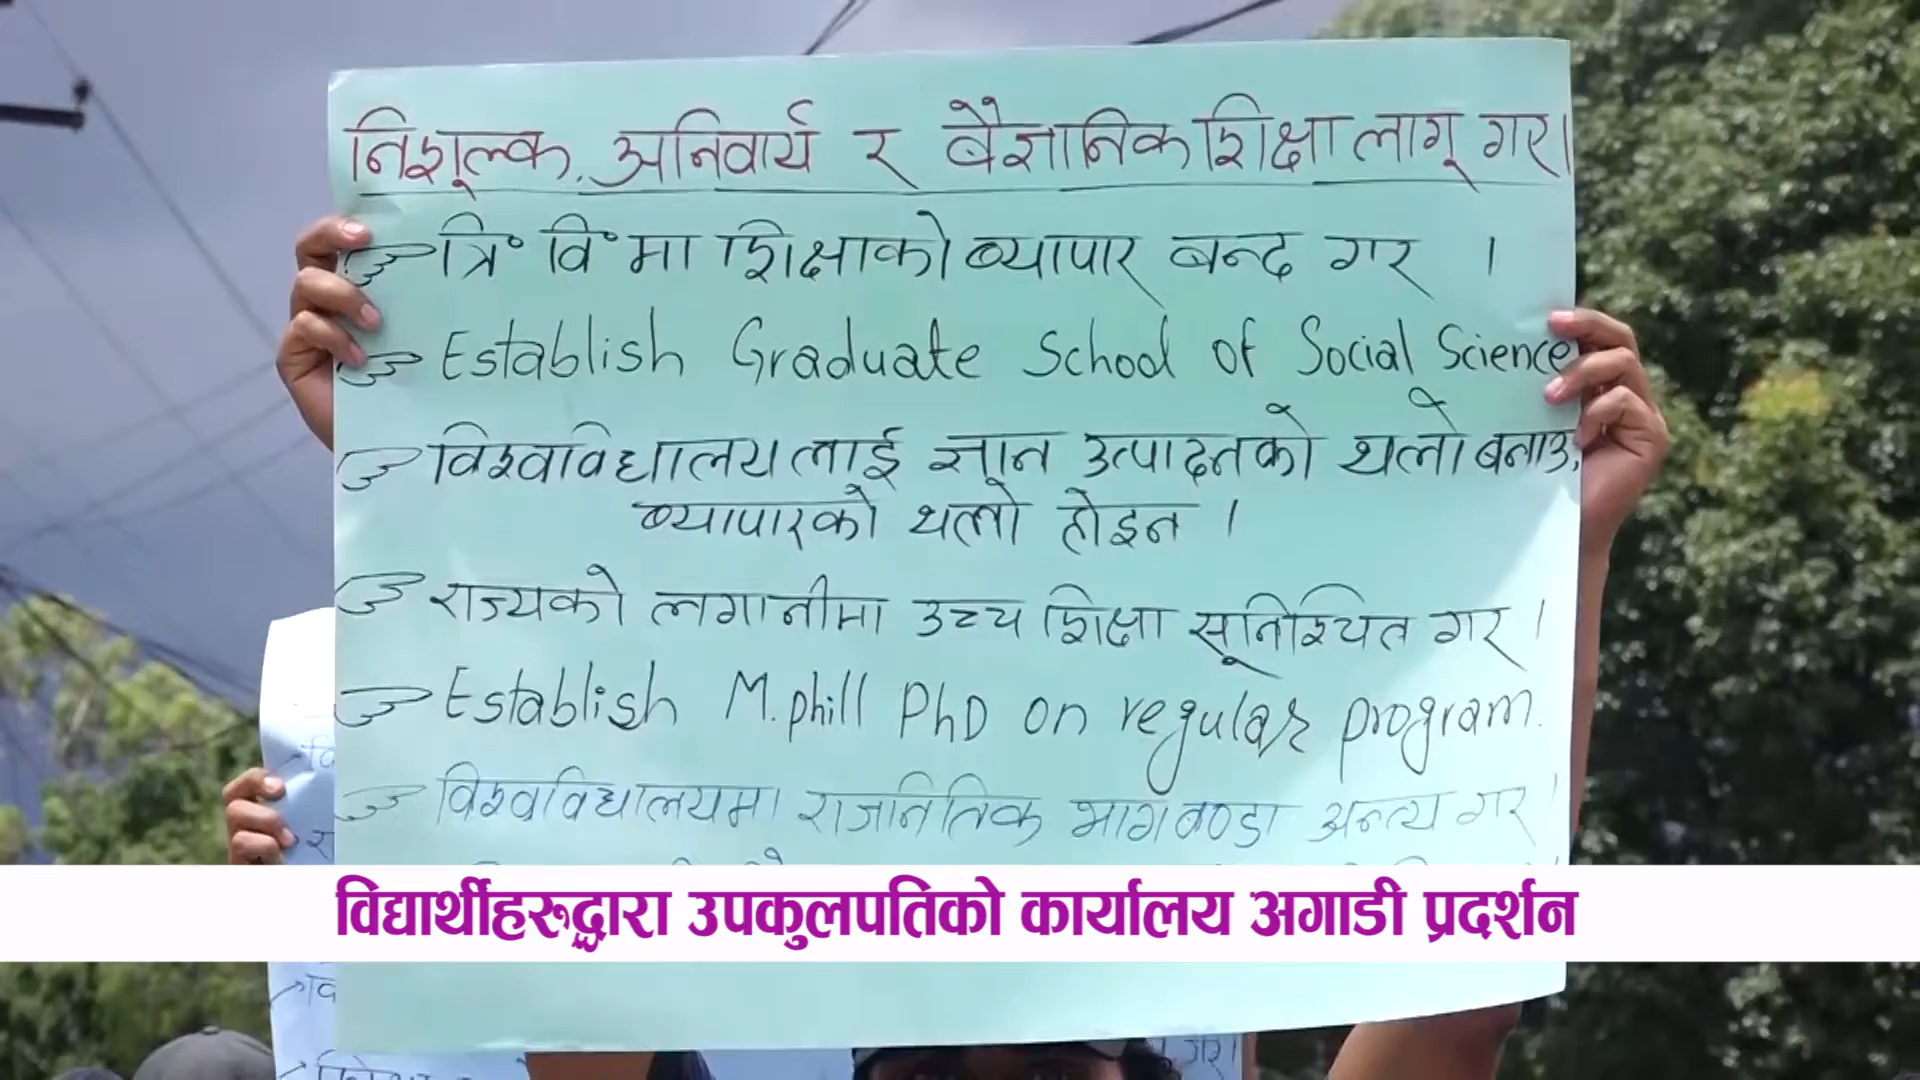 निशूल्क, अनिवार्य र बैज्ञानिक शिक्षा लागू गर।
त्रि॰ वि॰ मा शिक्षाको व्यापार बन्द गर ।
Establish Graduate School of Social Science
विश्वविद्यालयलाई ज्ञान उत्पादनको थलो बनाउ,
व्यापारको थलो होइन ।
राज्यको लगानीमा उच्च शिक्षा सूनिश्चित गर ।
Establish M.phill PhD on regular program.
विश्वविद्यालयमा राजनितिक भागबण्डा अन्त्य गर ।
विद्यार्थीहरुद्वारा उपकुलपतिको कार्यालय अगाडी प्रदर्शन